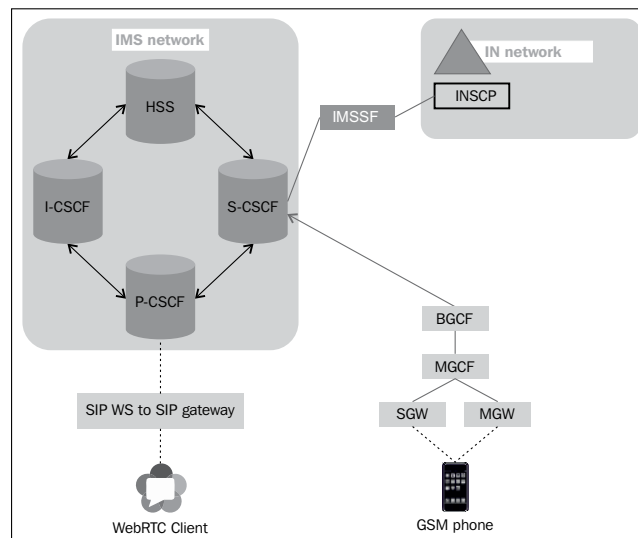 IMS network
IN network
HSS
INSCP
IMSSF
I-CSCF
S-CSCF
P-CSCF
BGCF
MGCF
SIP WS to SIP gateway
SGW
MGW
WebRTC Client
GSM phone